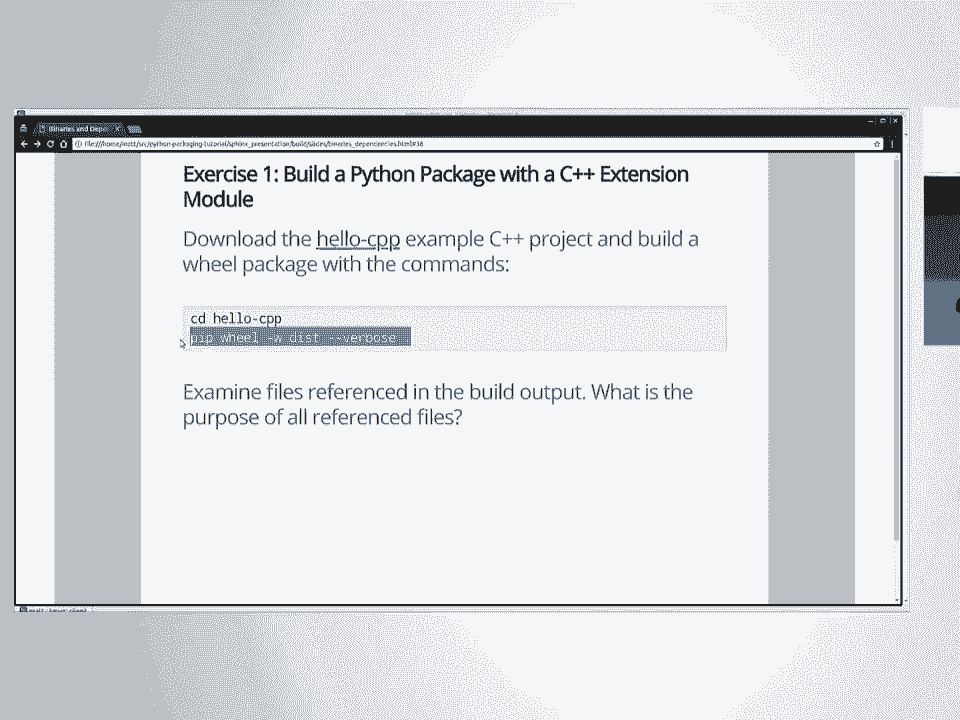 Binaries and Depe
file:///home/matt/src/python-packaging-tutorial/sphinx_presentation/build/slides/binaries_dependencies.html#36
Exercise 1: Build a Python Package with a C++ Extension
Module
Download the hello-cpp example C++ project and build a
wheel package with the commands:
cd hello-cpp
pip wheel -w dist --verbose
Examine files referenced in the build output. What is the
purpose of all referenced files?